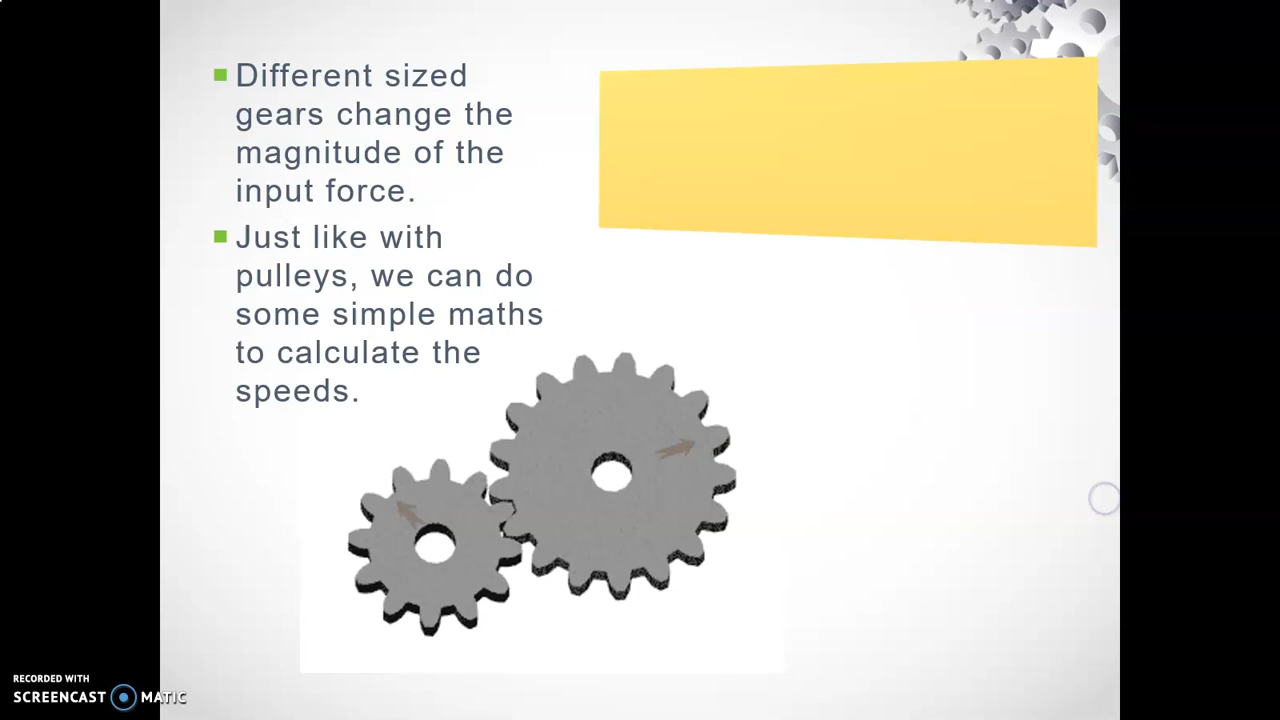 Different sized
gears change the
magnitude of the
input force.
Just like with
pulleys, we can do
some simple maths
to calculate the
speeds.
RECORDED WITH
SCREENCAST MATIC